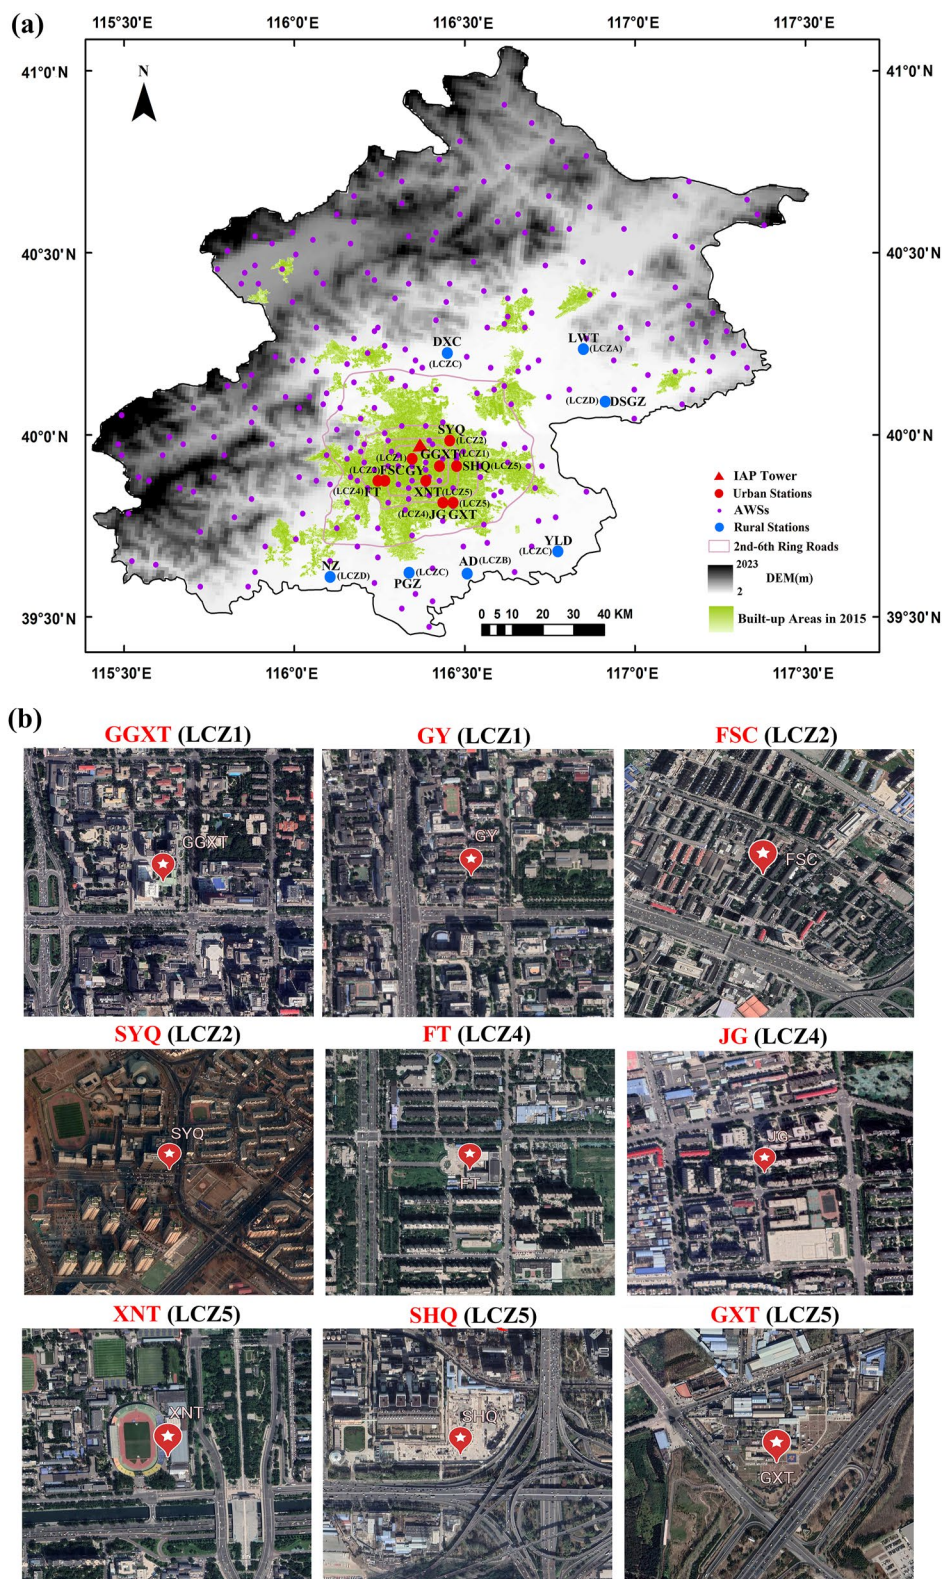 (a)
115°30'E 116°0'E 116°30'E 117°0'E 117°30'E
N
41°0'N 41°0'N
40°30'N 40°30'N
40°0'N 40°0'N
39°30'N 39°30'N
DXC
(LCZC)
LWT
(LCZA)
(LCZD) DSGZ
SYQ
(LCZ2)
GGXT (LCZ1)
(LCZ1)
(LCZ2) FSC GY
SHQ (LCZ5)
(LCZ4) FT
XNT (LCZ5)
(LCZ5)
(LCZ4) JG GXT
YLD
(LCZC)
NZ
(LCZD)
(LCZC)
PGZ
AD (LCZB)
IAP Tower
Urban Stations
AWSs
Rural Stations
2nd-6th Ring Roads
2023
DEM(m)
2
Built-up Areas in 2015
0 5 10 20 30 40 KM
115°30'E 116°0'E 116°30'E 117°0'E 117°30'E
(b)
GGXT (LCZ1) GY (LCZ1) FSC (LCZ2)
GGXT
GY
FSC
SYQ (LCZ2) FT (LCZ4) JG (LCZ4)
SYQ
FT
JG
XNT (LCZ5) SHQ (LCZ5) GXT (LCZ5)
XNT
SHQ
GXT